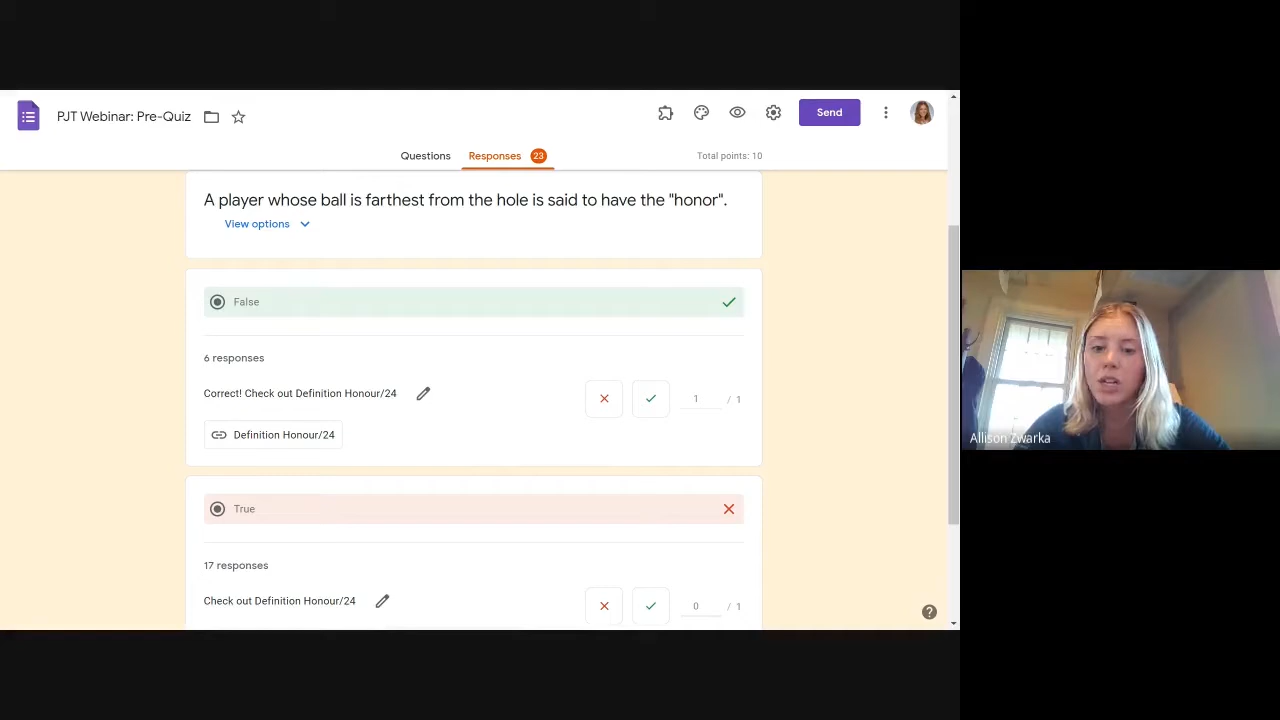 PJT Webinar: Pre-Quiz
Send
Questions
Responses 23
Total points: 10
A player whose ball is farthest from the hole is said to have the "honor".
View options
False
6 responses
Correct! Check out Definition Honour/24
1 / 1
Definition Honour/24
True
17 responses
Check out Definition Honour/24
0 / 1
Allison Zwarka